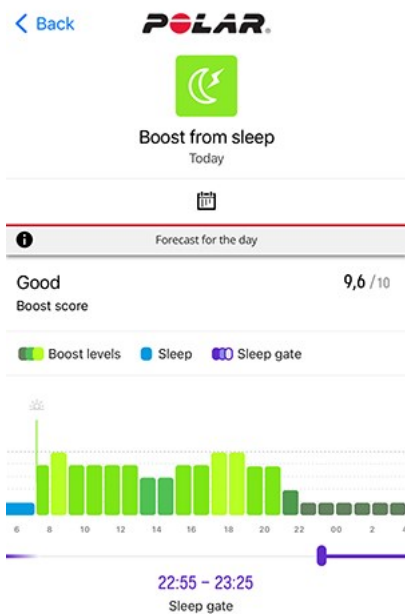 Back
POLAR
Boost from sleep
Today
Forecast for the day
Good 9,6 /10
Boost score
Boost levels Sleep Sleep gate
6 8 10 12 14 16 18 20 22 00 2 4
22:55 – 23:25
Sleep gate